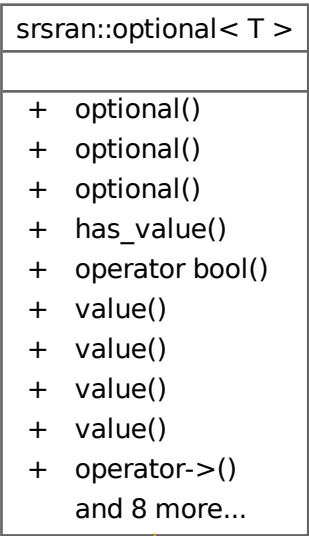 srsran::optional< T >
+ optional()
+ optional()
+ optional()
+ has_value()
+ operator bool()
+ value()
+ value()
+ value()
+ value()
+ operator->()
and 8 more...